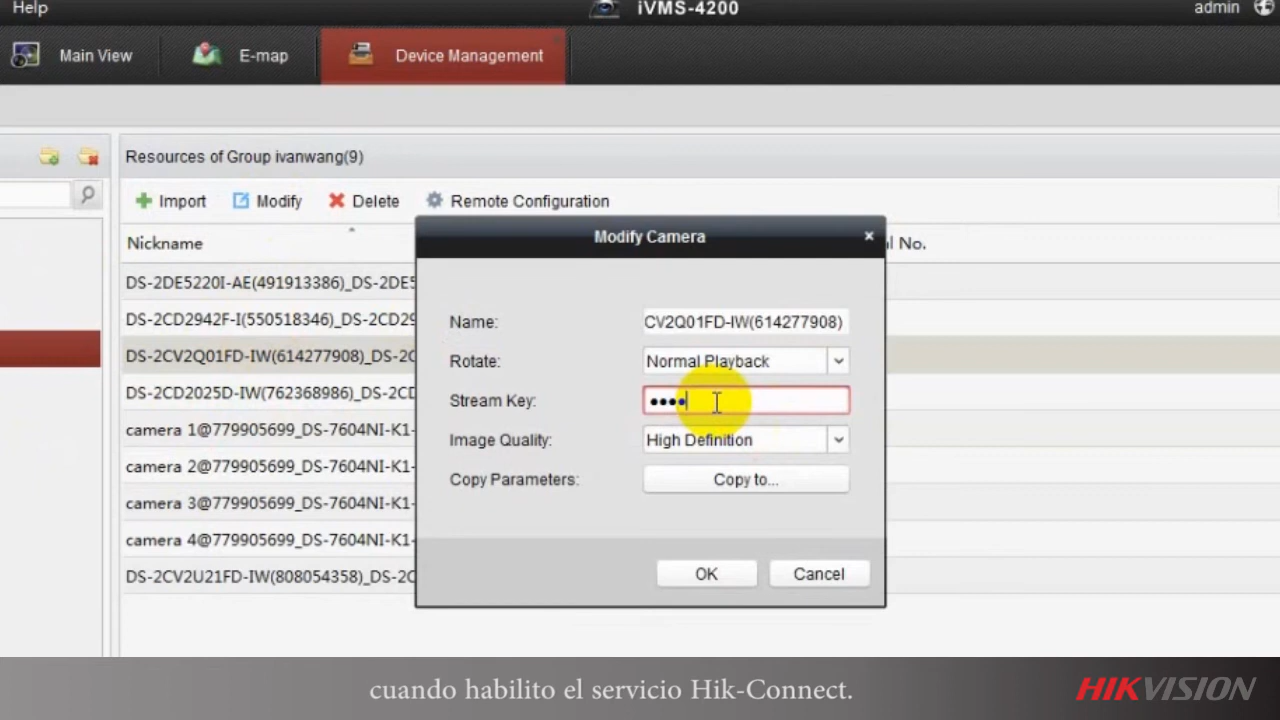 Help
iVMS-4200
admin
Main View
E-map
Device Management
Resources of Group ivanwang(9)
Import
Modify
Delete
Remote Configuration
Nickname
l No.
DS-2DE5220I-AE(491913386)_DS-2DE5
DS-2CD2942F-I(550518346)_DS-2CD29
DS-2CV2Q01FD-IW(614277908)_DS-2C
DS-2CD2025D-IW(762368986)_DS-2CD
camera 1@779905699_DS-7604NI-K1-
camera 2@779905699_DS-7604NI-K1-
camera 3@779905699_DS-7604NI-K1-
camera 4@779905699_DS-7604NI-K1-
DS-2CV2U21FD-IW(808054358)_DS-2C
Modify Camera
Name: CV2Q01FD-IW(614277908)
Rotate: Normal Playback
Stream Key: ●●●●
Image Quality: High Definition
Copy Parameters: Copy to...
OK
Cancel
cuando habilito el servicio Hik-Connect.
HIKVISION